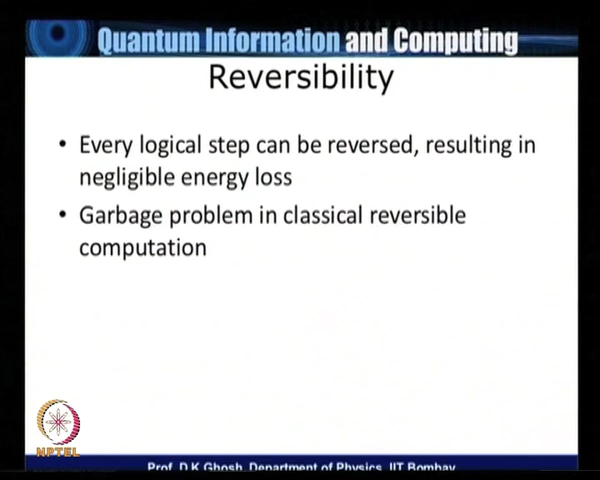 Quantum Information and Computing
Reversibility
• Every logical step can be reversed, resulting in
negligible energy loss
• Garbage problem in classical reversible
computation
NPTEL
Prof. D K Ghosh, Department of Physics, IIT Bombay